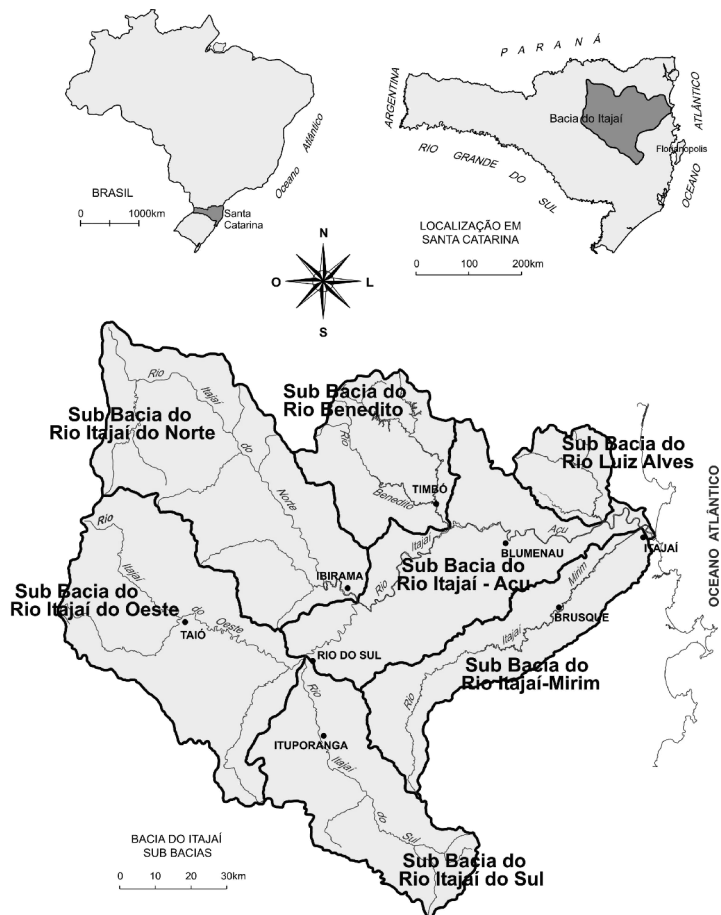 P A R A N Á
ARGENTINA
Bacia do Itajaí
Florianopolis
OCEANO ATLÂNTICO
RIO GRANDE DO SUL
Oceano Atlântico
BRASIL
0 1000km
Santa
Catarina
LOCALIZAÇÃO EM
SANTA CATARINA
0 100 200km
N
O L
S
Sub Bacia do
Rio Itajaí do Norte
Rio Itajaí do Norte
Sub Bacia do
Rio Benedito
Rio Benedito
TIMBÓ
Sub Bacia do
Rio Luiz Alves
Rio Itajaí Açu
BLUMENAU
ITAJAÍ
OCEANO ATLÂNTICO
Sub Bacia do
Rio Itajaí - Açu
IBIRAMA
Rio Itajaí do Oeste
Sub Bacia do
Rio Itajaí do Oeste
TAIÓ
Rio Itajaí Mirim
BRUSQUE
RIO DO SUL
Sub Bacia do
Rio Itajaí-Mirim
Rio Itajaí do Sul
ITUPORANGA
Sub Bacia do
Rio Itajaí do Sul
BACIA DO ITAJAÍ
SUB BACIAS
0 10 30km